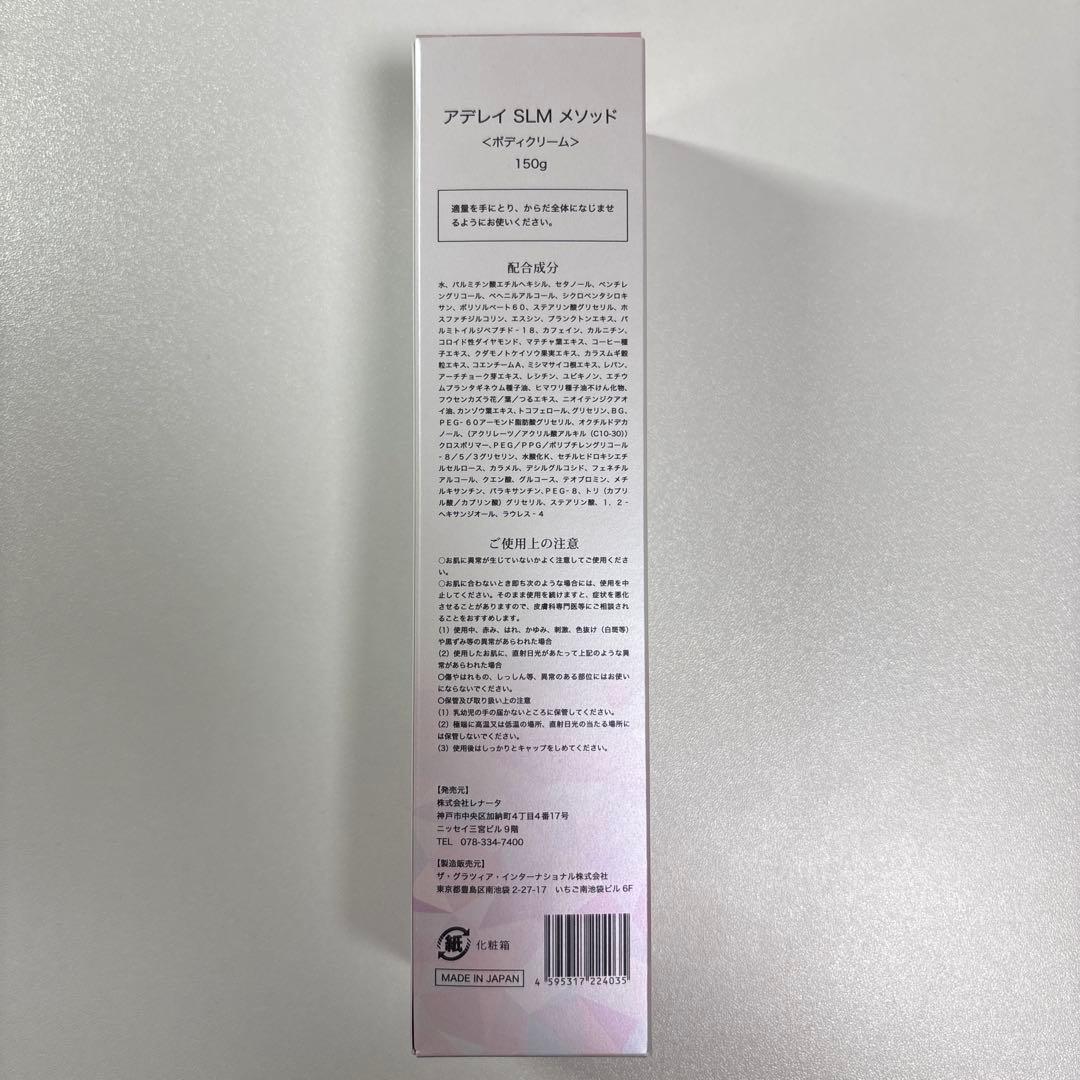 アデレイ SLM メソッド
＜ボディクリーム＞
150g
適量を手にとり、からだ全体になじませ
るようにお使いください。
配合成分
水、パルミチン酸エチルヘキシル、セタノール、ペンチレ
ングリコール、ベヘニルアルコール、シクロペンタシロキ
サン、ポリソルベート60、ステアリン酸グリセリル、ホ
スファチジルコリン、エスシン、プランクトンエキス、パ
ルミトイルジペプチド-18、カフェイン、カルニチン、
コロイド性ダイヤモンド、マテチャ葉エキス、コーヒー種
子エキス、クダモノトケイソウ果実エキス、カラスムギ穀
粒エキス、コエンチームA、ミシマサイコ根エキス、レバン、
アーチチョーク芽エキス、レシチン、ユビキノン、エチウ
ムプランタギネウム種子油、ヒマワリ種子油不けん化物、
フウセンカズラ花／葉／つるエキス、ニオイテンジクアオ
イ油、カンゾウ葉エキス、トコフェロール、グリセリン、BG、
PEG-60アーモンド脂肪酸グリセリル、オクチルドデカ
ノール、（アクリレーツ／アクリル酸アルキル（C10-30））
クロスポリマー、PEG／PPG／ポリブチレングリコール
-8／5／3グリセリン、水酸化K、セチルヒドロキシエチ
ルセルロース、カラメル、デシルグルコシド、フェネチル
アルコール、クエン酸、グルコース、テオブロミン、メチ
ルキサンチン、パラキサンチン、PEG-8、トリ（カプリ
ル酸／カプリン酸）グリセリル、ステアリン酸、1，2-
ヘキサンジオール、ラウレス-4
ご使用上の注意
○お肌に異常が生じていないかよく注意してご使用くださ
い。
○お肌に合わないとき即ち次のような場合には、使用を中
止してください。そのまま使用を続けますと、症状を悪化
させることがありますので、皮膚科専門医等にご相談され
ることをおすすめします。
（1）使用中、赤み、はれ、かゆみ、刺激、色抜け（白斑等）
や黒ずみ等の異常があらわれた場合
（2）使用したお肌に、直射日光があたって上記のような異
常があらわれた場合
○傷やはれもの、しっしん等、異常のある部位にはお使い
にならないでください。
○保管及び取り扱い上の注意
（1）乳幼児の手の届かないところに保管してください。
（2）極端に高温又は低温の場所、直射日光の当たる場所に
は保管しないでください。
（3）使用後はしっかりとキャップをしめてください。
【発売元】
株式会社レナータ
神戸市中央区加納町4丁目4番17号
ニッセイ三宮ビル9階
TEL 078-334-7400
【製造販売元】
ザ・グラツィア・インターナショナル株式会社
東京都豊島区南池袋 2-27-17 いちご南池袋ビル 6F
紙 化粧箱
MADE IN JAPAN
4 595317 224035